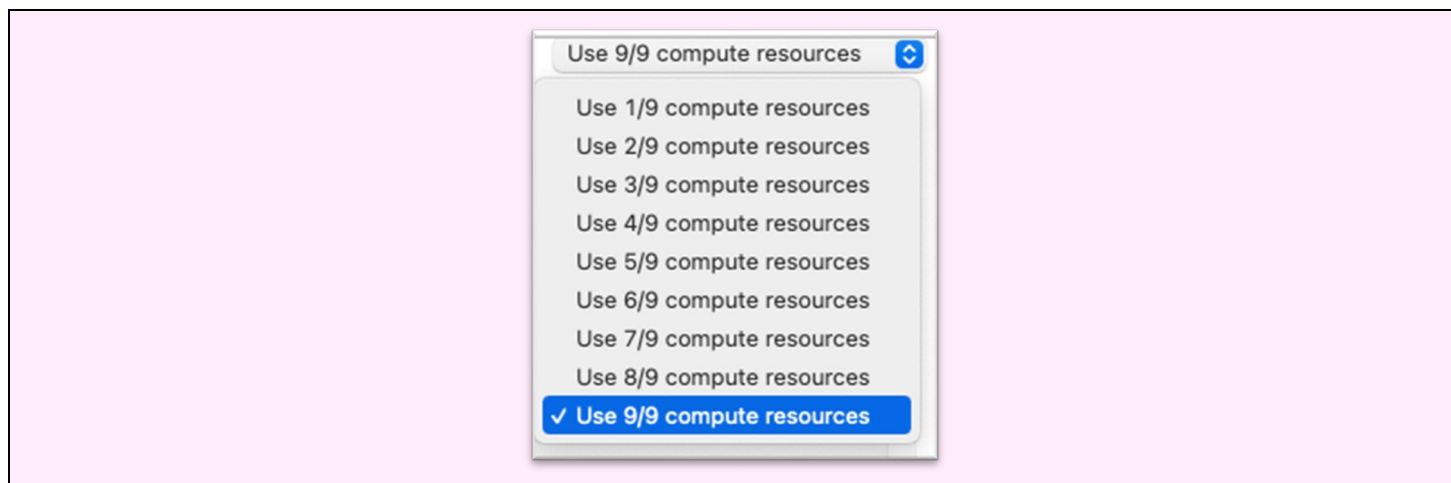 Use 9/9 compute resources
Use 1/9 compute resources
Use 2/9 compute resources
Use 3/9 compute resources
Use 4/9 compute resources
Use 5/9 compute resources
Use 6/9 compute resources
Use 7/9 compute resources
Use 8/9 compute resources
✓ Use 9/9 compute resources